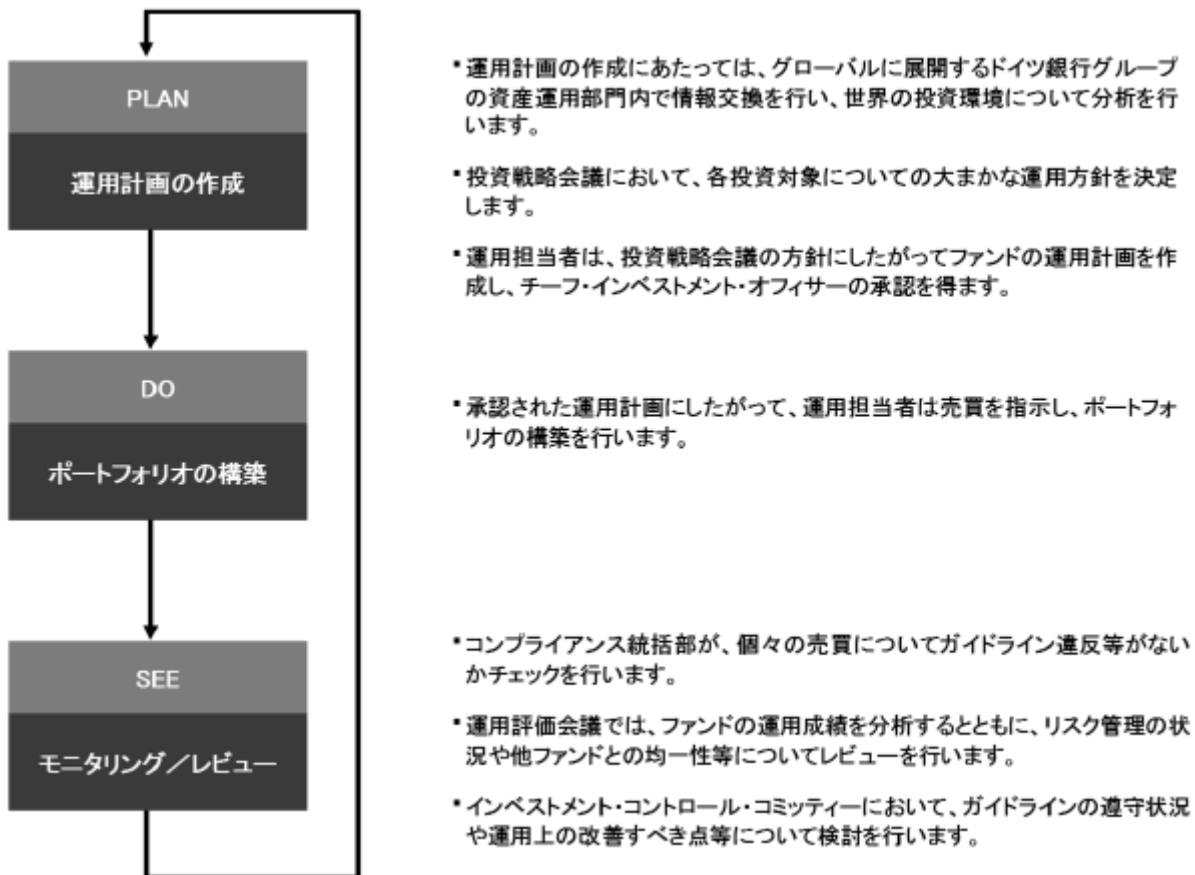 PLAN
運用計画の作成
▪運用計画の作成にあたっては、グローバルに展開するドイツ銀行グループ
の資産運用部門内で情報交換を行い、世界の投資環境について分析を行
います。
▪投資戦略会議において、各投資対象についての大まかな運用方針を決定
します。
▪運用担当者は、投資戦略会議の方針にしたがってファンドの運用計画を作
成し、チーフ・インベストメント・オフィサーの承認を得ます。
DO
ポートフォリオの構築
▪承認された運用計画にしたがって、運用担当者は売買を指示し、ポートフォ
リオの構築を行います。
SEE
モニタリング／レビュー
▪コンプライアンス統括部が、個々の売買についてガイドライン違反等がない
かチェックを行います。
▪運用評価会議では、ファンドの運用成績を分析するとともに、リスク管理の状
況や他ファンドとの均一性等についてレビューを行います。
▪インベストメント・コントロール・コミッティーにおいて、ガイドラインの遵守状況
や運用上の改善すべき点等について検討を行います。